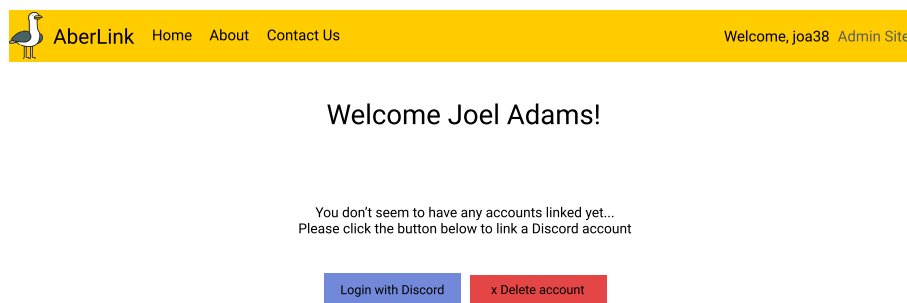 AberLink Home About Contact Us Welcome, joa38 Admin Site
Welcome Joel Adams!
You don’t seem to have any accounts linked yet...
Please click the button below to link a Discord account
Login with Discord x Delete account